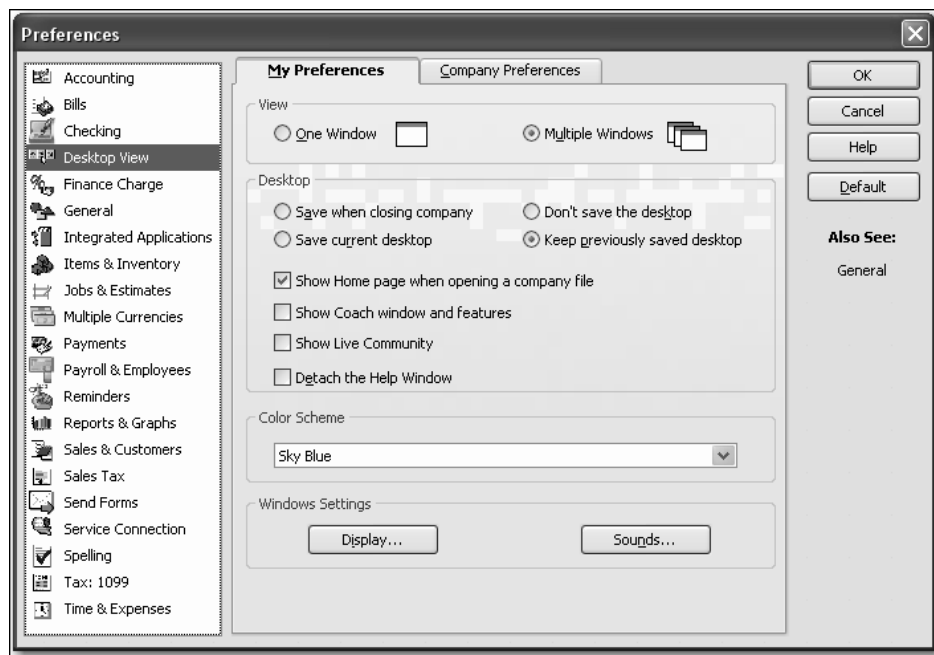 Preferences
Accounting
Bills
Checking
Desktop View
Finance Charge
General
Integrated Applications
Items & Inventory
Jobs & Estimates
Multiple Currencies
Payments
Payroll & Employees
Reminders
Reports & Graphs
Sales & Customers
Sales Tax
Send Forms
Service Connection
Spelling
Tax: 1099
Time & Expenses
My Preferences
Company Preferences
View
One Window
Multiple Windows
Desktop
Save when closing company
Don't save the desktop
Save current desktop
Keep previously saved desktop
Show Home page when opening a company file
Show Coach window and features
Show Live Community
Detach the Help Window
Color Scheme
Sky Blue
Windows Settings
Display...
Sounds...
OK
Cancel
Help
Default
Also See:
General